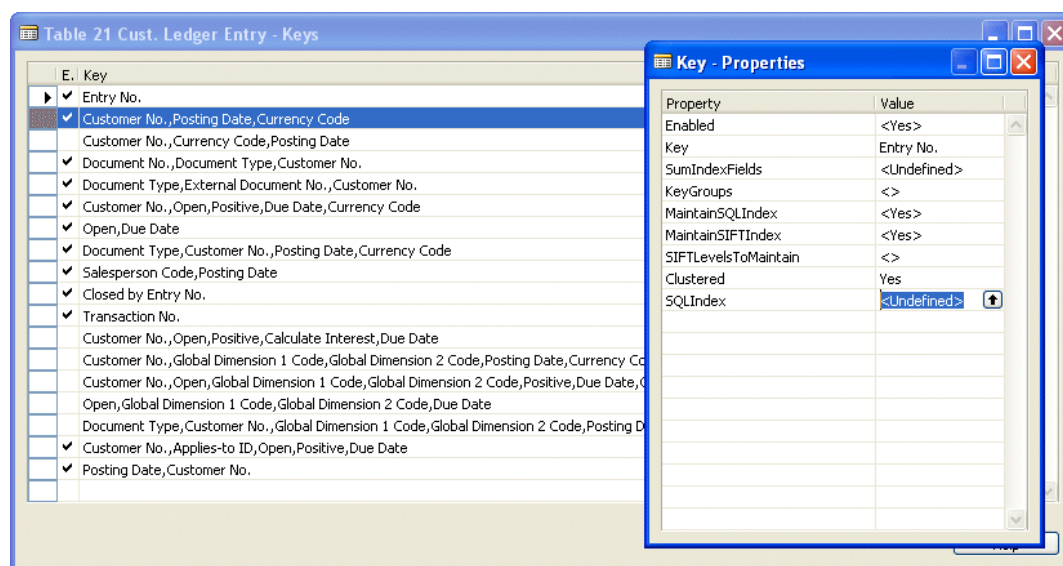 Table 21 Cust. Ledger Entry - Keys
E. Key
Entry No.
Customer No.,Posting Date,Currency Code
Customer No.,Currency Code,Posting Date
Document No.,Document Type,Customer No.
Document Type,External Document No.,Customer No.
Customer No.,Open,Positive,Due Date,Currency Code
Open,Due Date
Document Type,Customer No.,Posting Date,Currency Code
Salesperson Code,Posting Date
Closed by Entry No.
Transaction No.
Customer No.,Open,Positive,Calculate Interest,Due Date
Customer No.,Global Dimension 1 Code,Global Dimension 2 Code,Posting Date,Currency Co
Customer No.,Open,Global Dimension 1 Code,Global Dimension 2 Code,Positive,Due Date,
Open,Global Dimension 1 Code,Global Dimension 2 Code,Due Date
Document Type,Customer No.,Global Dimension 1 Code,Global Dimension 2 Code,Posting D
Customer No.,Applies-to ID,Open,Positive,Due Date
Posting Date,Customer No.
Key - Properties
Property Value
Enabled <Yes>
Key Entry No.
SumIndexFields <Undefined>
KeyGroups <>
MaintainSQLIndex <Yes>
MaintainSIFTIndex <Yes>
SIFTLevelsToMaintain <>
Clustered Yes
SQLIndex <Undefined>